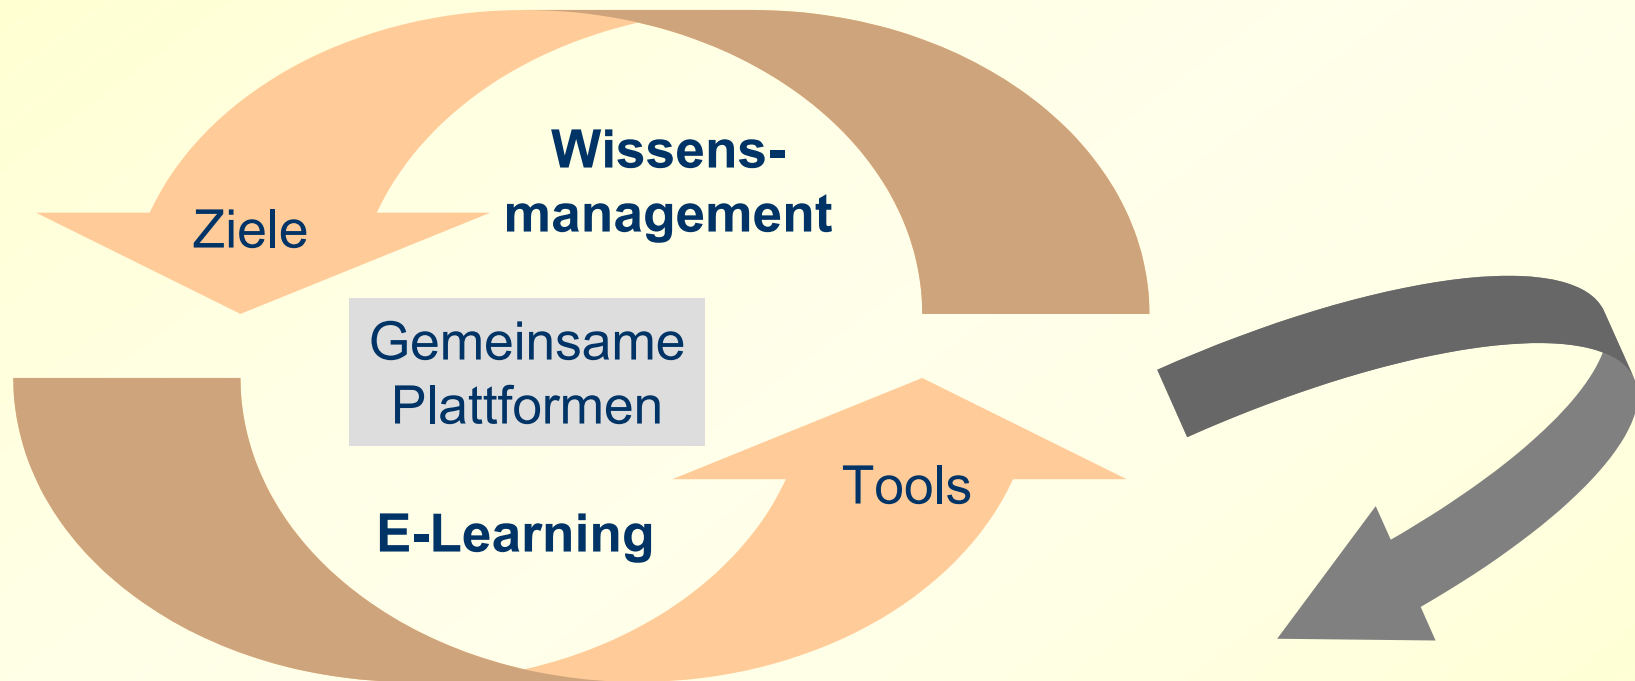 Wissens-
management
Ziele
Gemeinsame
Plattformen
Tools
E-Learning